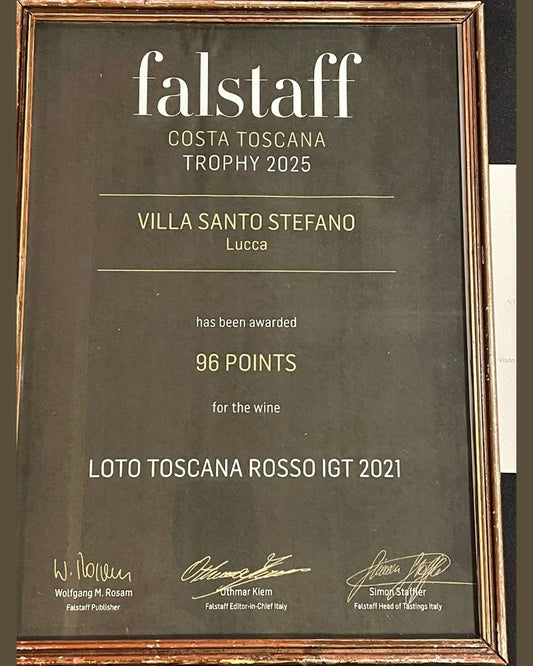 falstaff
COSTA TOSCANA
TROPHY 2025
VILLA SANTO STEFANO
Lucca
has been awarded
96 POINTS
for the wine
LOTO TOSCANA ROSSO IGT 2021
W. Rosam
Wolfgang M. Rosam
Falstaff Publisher
Othmar Kiem
Falstaff Editor-in-Chief Italy
Simon Staffler
Falstaff Head of Tastings Italy